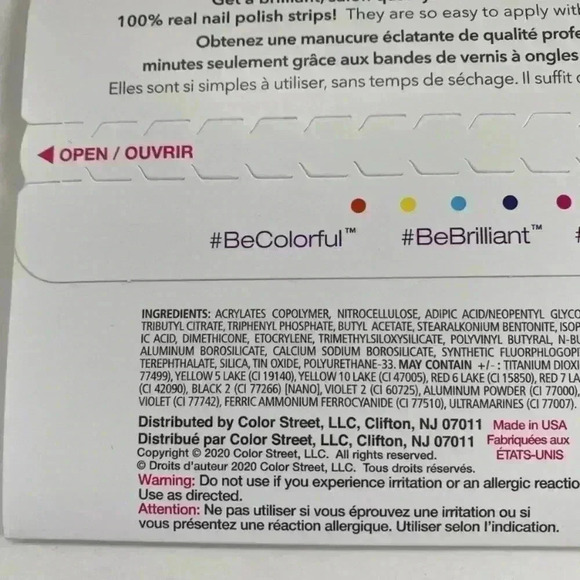 100% real nail polish strips! They are so easy to apply with
Obtenez une manucure éclatante de qualité
minutes seulement grâce aux bandes de vernis à ongles
Elles sont si simples à utiliser, sans temps de séchage. Il suffit
OPEN / OUVRIR
#BeColorful™ #BeBrilliant™ #
INGREDIENTS: ACRYLATES COPOLYMER, NITROCELLULOSE, ADIPIC ACID/NEOPENTYL
TRIBUTYL CITRATE, TRIPHENYL PHOSPHATE, BUTYL ACETATE, STEARALKONIUM BENTONITE,
IC ACID, DIMETHICONE, ETOCRYLENE, TRIMETHYLSILOXYSILICATE, POLYVINYL BUTYRAL,
ALUMINUM BOROSILICATE, CALCIUM SODIUM BOROSILICATE, SYNTHETIC
TEREPHTHALATE, SILICA, TIN OXIDE, POLYURETHANE-33. MAY CONTAIN +/- : TITANIUM
77499), YELLOW 5 LAKE (CI 19140), YELLOW 10 LAKE (CI 47005), RED 6 LAKE (CI 15850), RED 7
(CI 42090), BLACK 2 (CI 77266) [NANO], VIOLET 2 (CI 60725), ALUMINUM POWDER (CI 77000),
VIOLET (CI 77742), FERRIC AMMONIUM FERROCYANIDE (CI 77510), ULTRAMARINES (CI 77007).
Distributed by Color Street, LLC, Clifton, NJ 07011 Made in USA
Distribué par Color Street, LLC, Clifton, NJ 07011 Fabriquées aux
ÉTATS-UNIS
Copyright © 2020 Color Street, LLC. All rights reserved.
© Droits d'auteur 2020 Color Street, LLC. Tous droits réservés.
Warning: Do not use if you experience irritation or an allergic
Use as directed.
Attention: Ne pas utiliser si vous éprouvez une irritation ou si
vous présentez une réaction allergique. Utiliser selon l'indication.